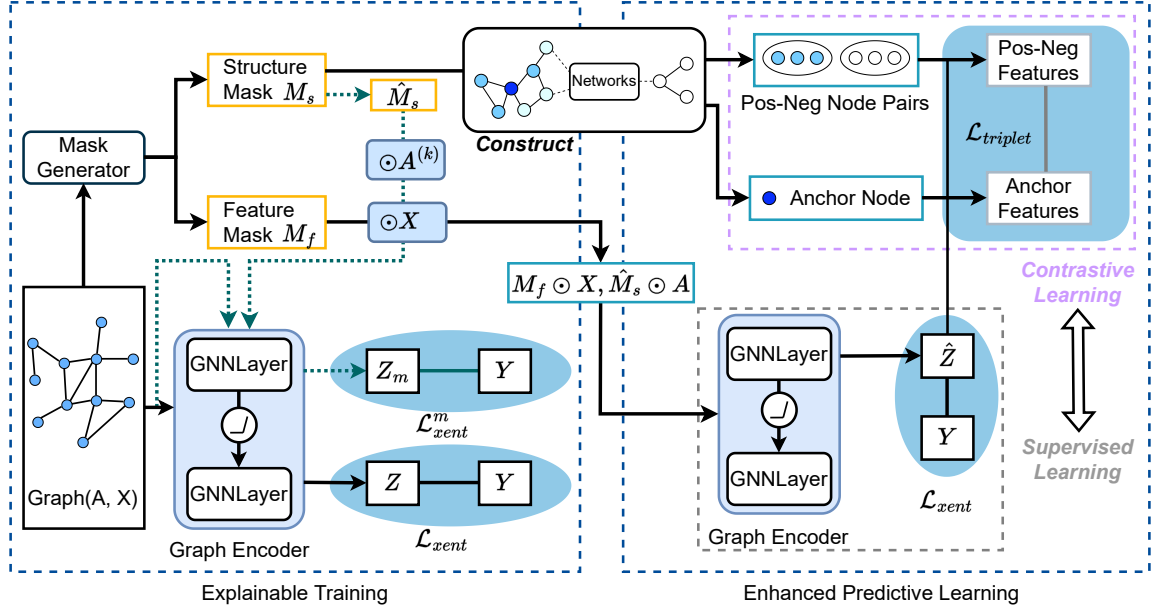 Structure
Mask M_s
M̂_s
Networks
Construct
Pos-Neg Node Pairs
Pos-Neg
Features
ℒ_triplet
Mask
Generator
⊙A^(k)
Anchor Node
Anchor
Features
Feature
Mask M_f
⊙X
M_f ⊙ X, M̂_s ⊙ A
Contrastive
Learning
GNNLayer
Z_m
Y
ℒ^m_xent
GNNLayer
Z
Y
ℒ_xent
Graph(A, X)
Graph Encoder
GNNLayer
Ẑ
Y
GNNLayer
ℒ_xent
Graph Encoder
Supervised
Learning
Explainable Training
Enhanced Predictive Learning